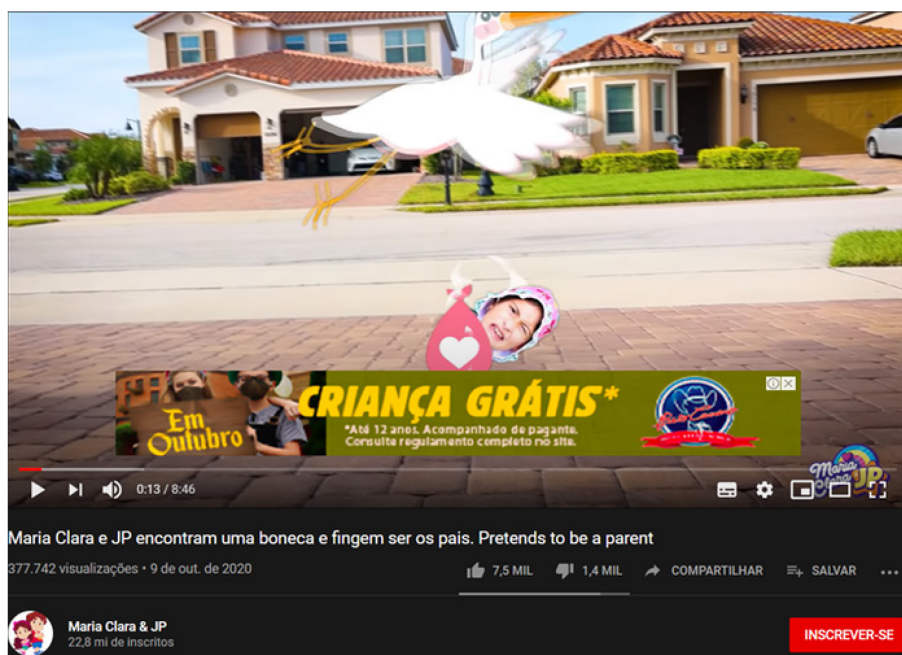 Em
Outubro
CRIANÇA GRÁTIS*
*Até 12 anos. Acompanhado de pagante.
Consulte regulamento completo no site.
Maria
Clara JP
0:13 / 8:46
Maria Clara e JP encontram uma boneca e fingem ser os pais. Pretends to be a parent
377.742 visualizações • 9 de out. de 2020
7,5 MIL
1,4 MIL
COMPARTILHAR
SALVAR
Maria Clara & JP
22,8 mi de inscritos
INSCREVER-SE